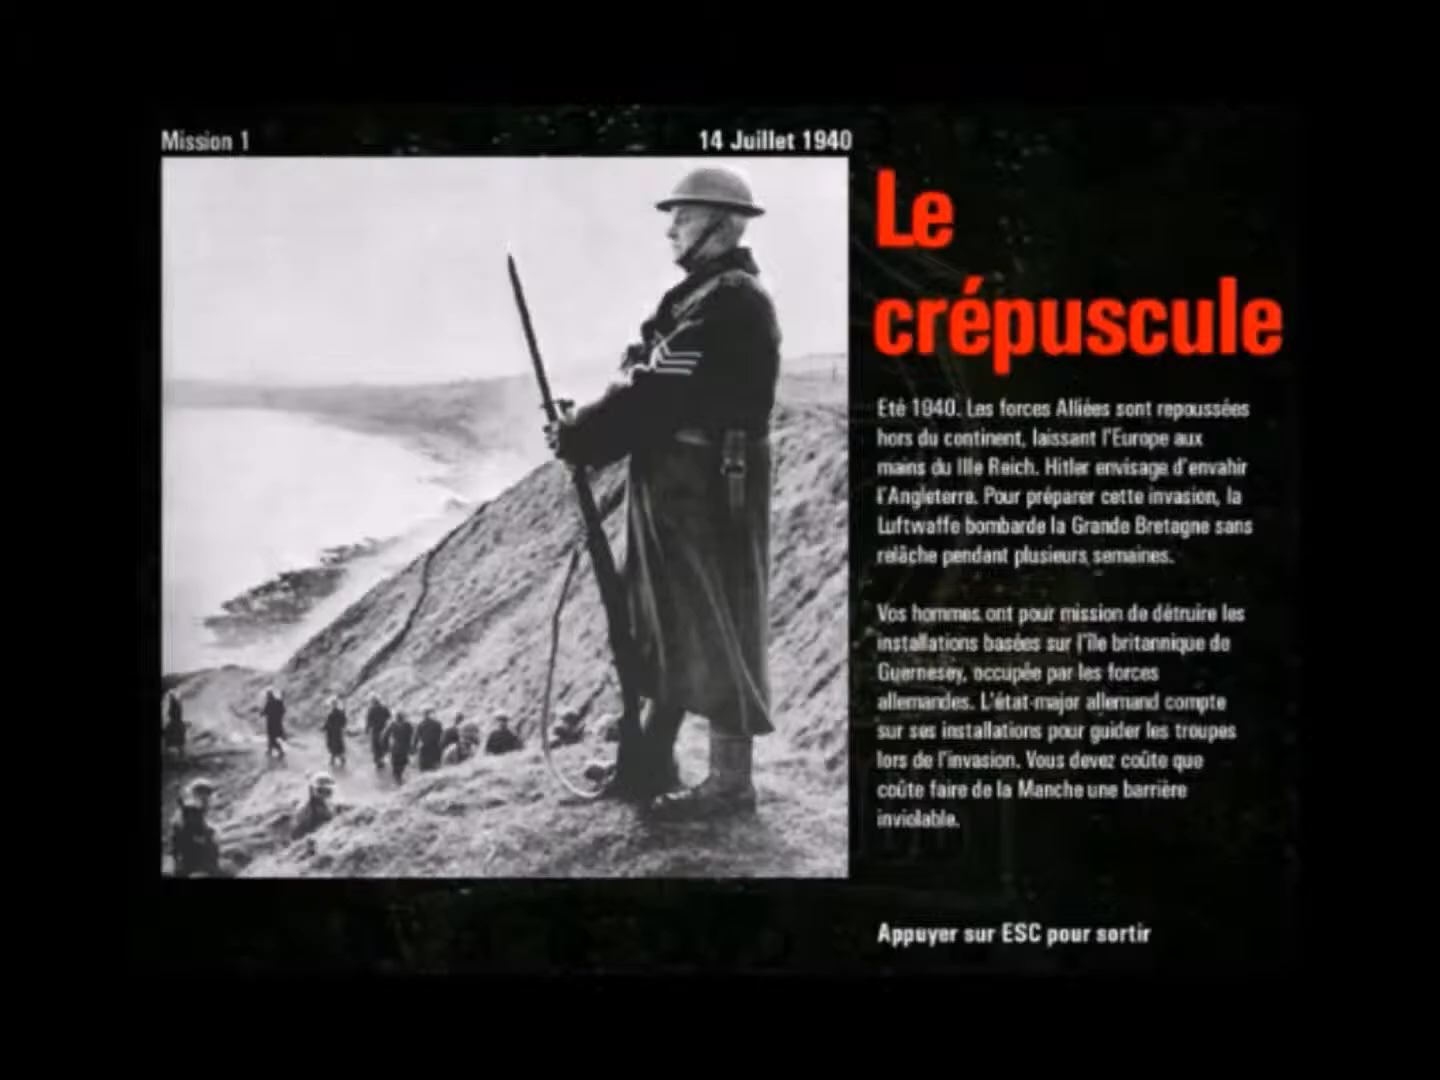 Mission 1
14 Juillet 1940
Le
crépuscule
Eté 1940. Les forces Alliées sont repoussées
hors du continent, laissant l'Europe aux
mains du IIIe Reich. Hitler envisage d'envahir
l'Angleterre. Pour préparer cette invasion, la
Luftwaffe bombarde la Grande Bretagne sans
relâche pendant plusieurs semaines.
Vos hommes ont pour mission de détruire les
installations basées sur l'île britannique de
Guernesey, occupée par les forces
allemandes. L'état-major allemand compte
sur ses installations pour guider les troupes
lors de l'invasion. Vous devez coûte que
coûte faire de la Manche une barrière
inviolable.
Appuyer sur ESC pour sortir